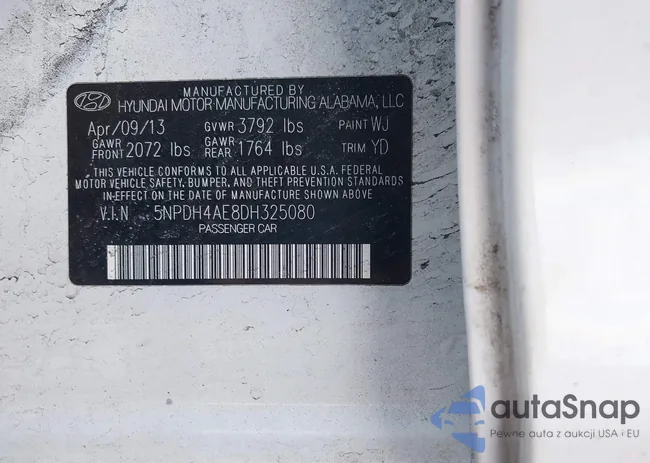 MANUFACTURED BY
HYUNDAI MOTOR MANUFACTURING ALABAMA, LLC
Apr/09/13 GVWR 3792 lbs PAINT WJ
GAWR FRONT 2072 lbs GAWR REAR 1764 lbs TRIM YD
THIS VEHICLE CONFORMS TO ALL APPLICABLE U.S.A. FEDERAL
MOTOR VEHICLE SAFETY, BUMPER, AND THEFT PREVENTION STANDARDS
IN EFFECT ON THE DATE OF MANUFACTURE SHOWN ABOVE
V.I.N 5NPDH4AE8DH325080
PASSENGER CAR
autoSnap
Pewne auta z aukcji USA i EU